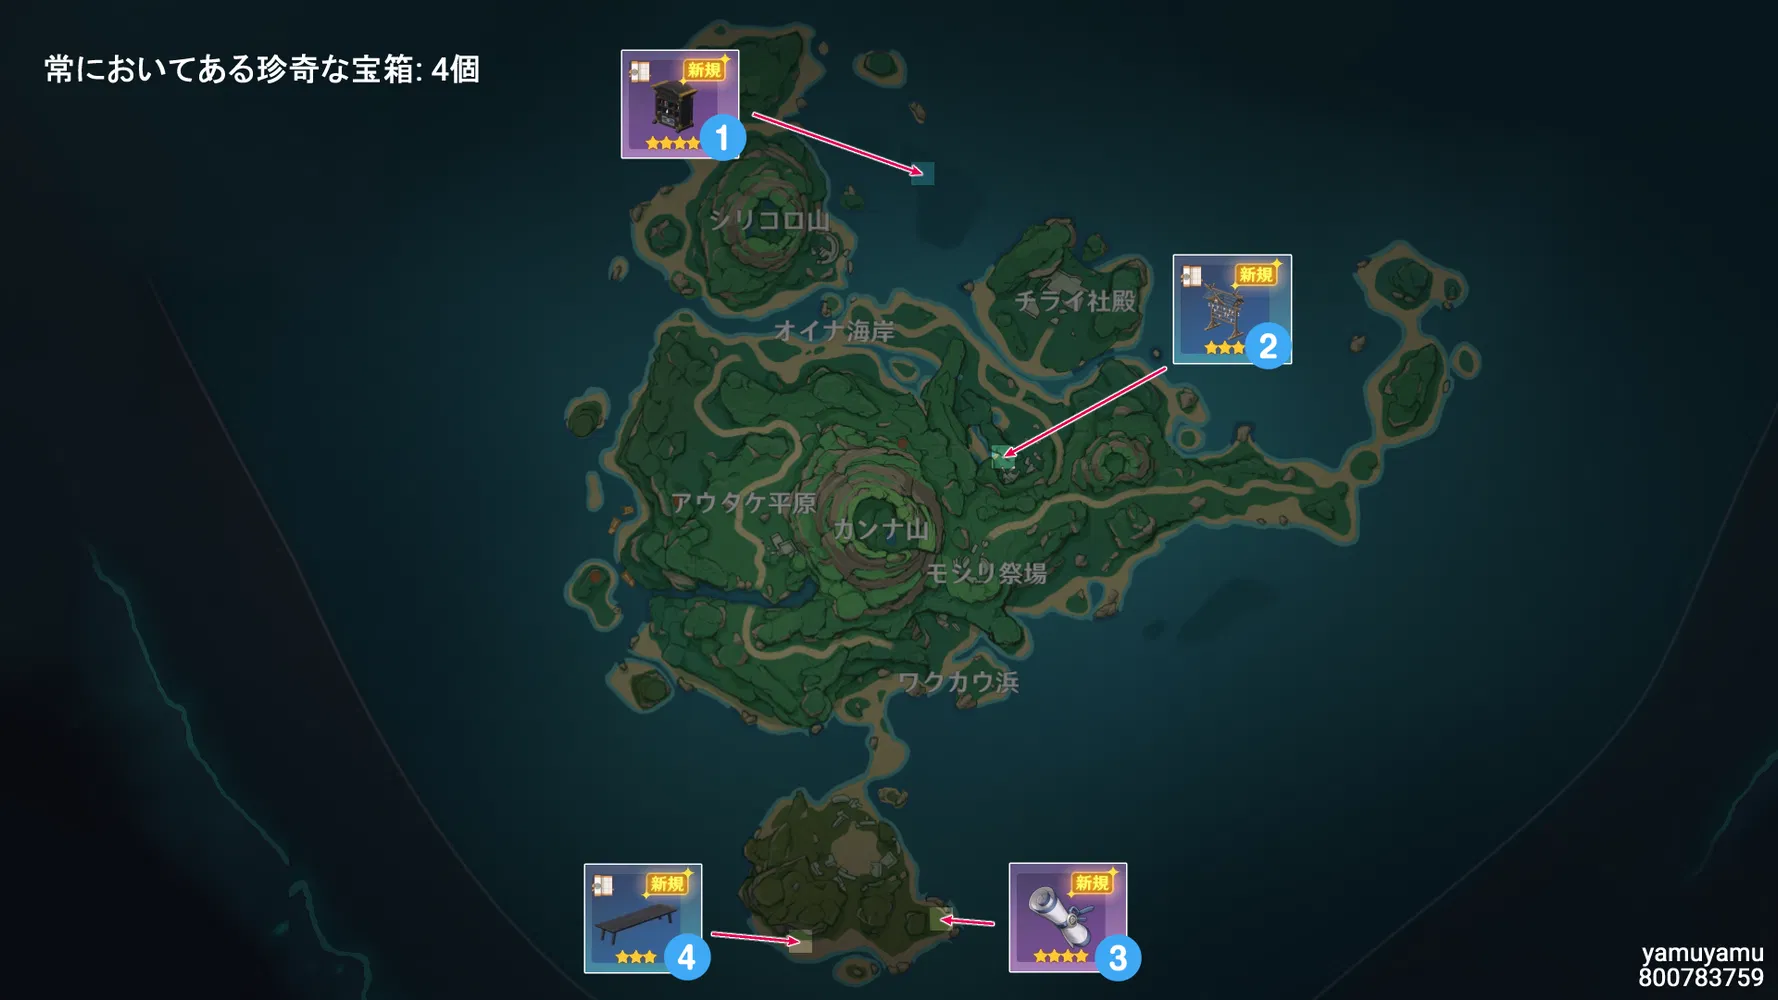 常においてある珍奇な宝箱: 4個
新規
1
シリコロ山
新規
2
チライ社殿
オイナ海岸
アウタケ平原
カンナ山
モシリ祭場
ワクカウ浜
新規
4
新規
3
yamuyamu
800783759